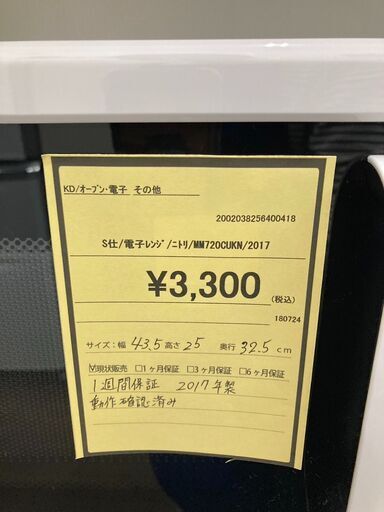 KD/オーブン・電子 その他
2002038256400418
S仕/電子レンジ/ニトリ/MM720CUKN/2017
¥3,300
(税込)
180724
サイズ:幅 43.5 高さ 25 奥行 32.5 cm
☑現状販売 □1ヶ月保証 □3ヶ月保証 □6ヶ月保証
1週間保証 2017年製
動作確認済み